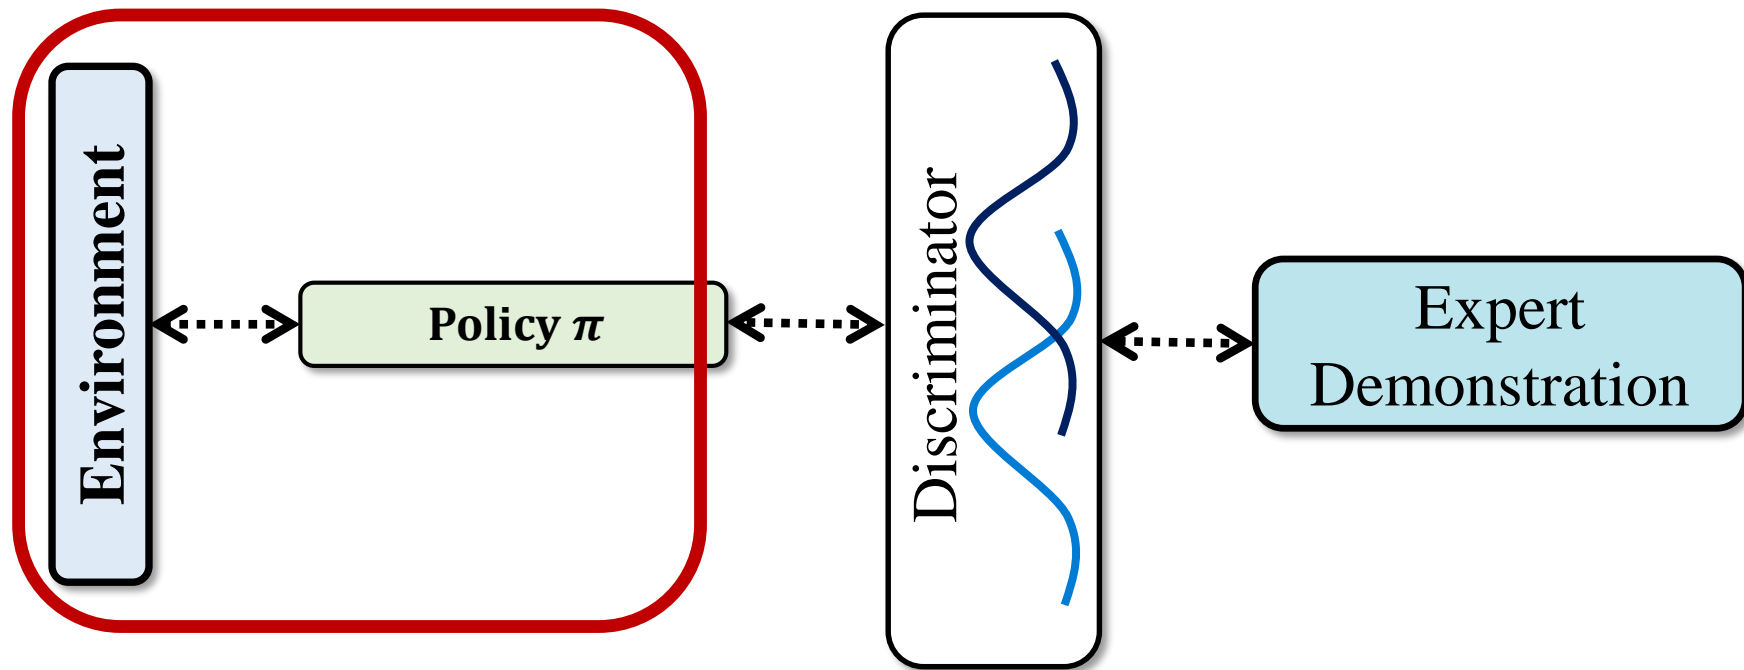 Environment
Policy π
Discriminator
Expert
Demonstration